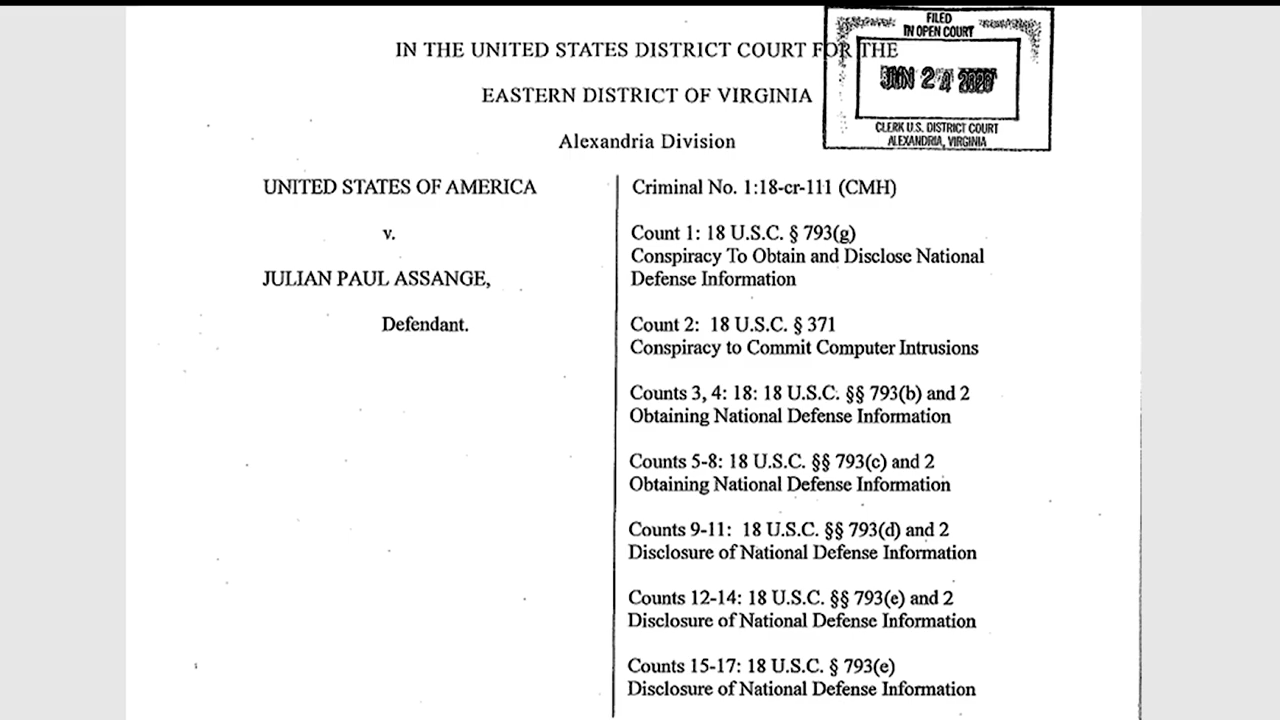 FILED
IN OPEN COURT
JUN 24 2020
CLERK U.S. DISTRICT COURT
ALEXANDRIA, VIRGINIA
IN THE UNITED STATES DISTRICT COURT FOR THE
EASTERN DISTRICT OF VIRGINIA
Alexandria Division
UNITED STATES OF AMERICA
v.
JULIAN PAUL ASSANGE,
Defendant.
Criminal No. 1:18-cr-111 (CMH)
Count 1: 18 U.S.C. § 793(g)
Conspiracy To Obtain and Disclose National
Defense Information
Count 2: 18 U.S.C. § 371
Conspiracy to Commit Computer Intrusions
Counts 3, 4: 18: 18 U.S.C. §§ 793(b) and 2
Obtaining National Defense Information
Counts 5-8: 18 U.S.C. §§ 793(c) and 2
Obtaining National Defense Information
Counts 9-11: 18 U.S.C. §§ 793(d) and 2
Disclosure of National Defense Information
Counts 12-14: 18 U.S.C. §§ 793(e) and 2
Disclosure of National Defense Information
Counts 15-17: 18 U.S.C. § 793(e)
Disclosure of National Defense Information